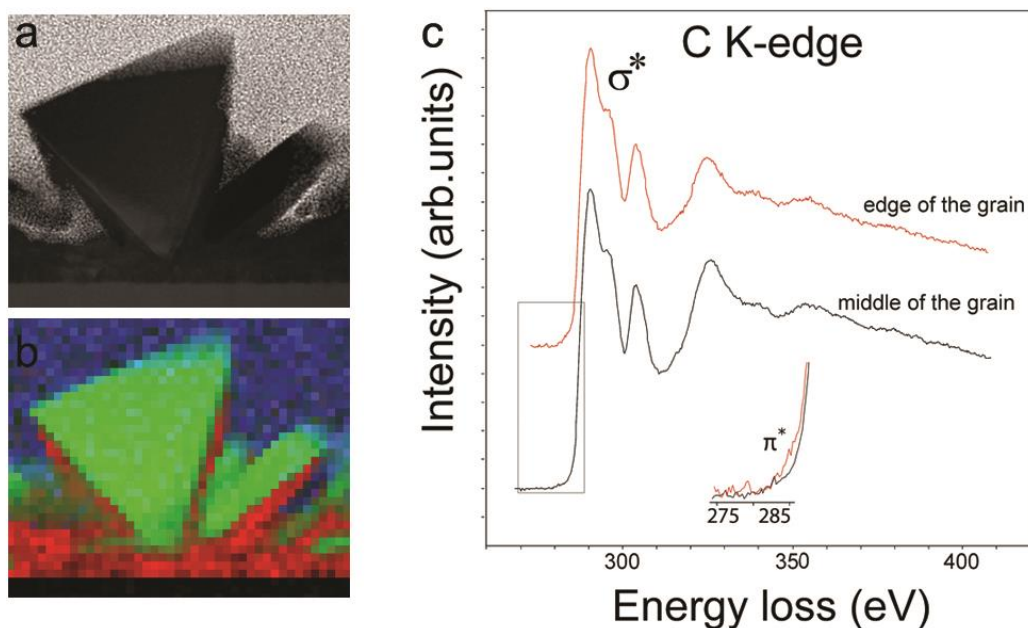 a
b
c
C K-edge
σ*
edge of the grain
middle of the grain
π*
275 285
300 350 400
Intensity (arb.units)
Energy loss (eV)